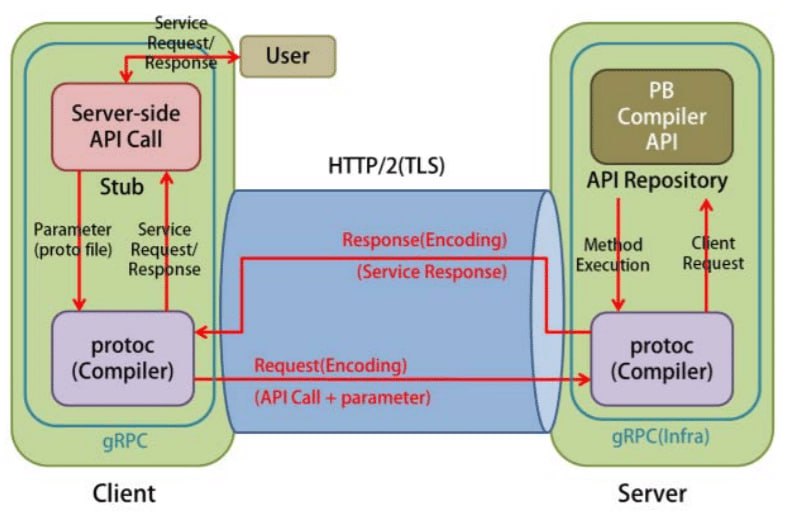 Service
Request/
Response
User
Server-side
API Call
Stub
Parameter
(proto file)
Service
Request/
Response
protoc
(Compiler)
gRPC
Client
HTTP/2(TLS)
Response(Encoding)
(Service Response)
Request(Encoding)
(API Call + parameter)
PB
Compiler
API
API Repository
Method
Execution
Client
Request
protoc
(Compiler)
gRPC(Infra)
Server